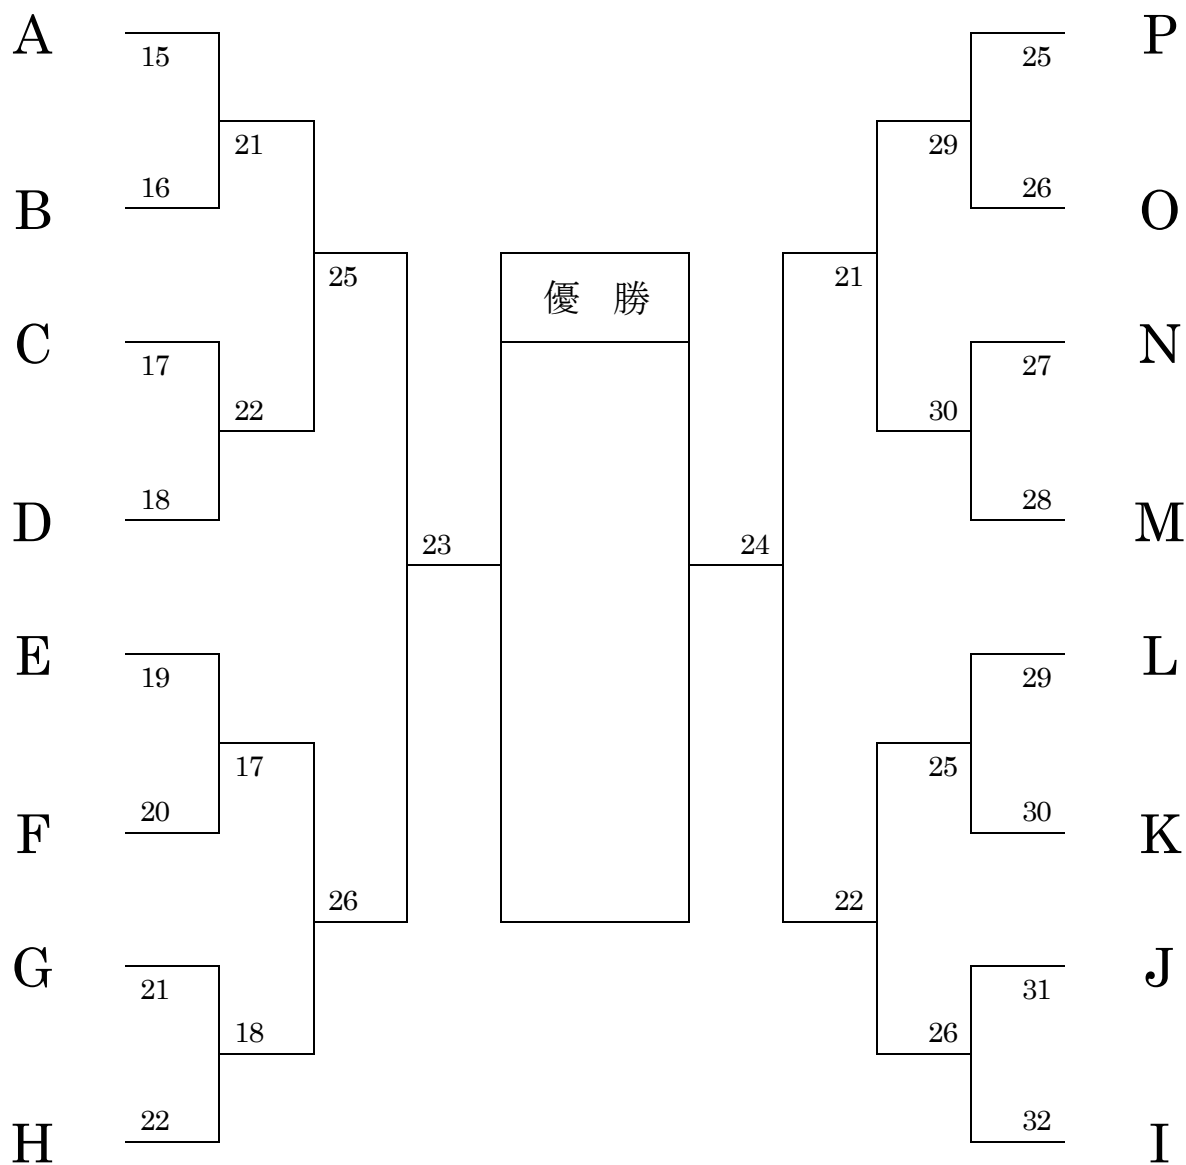 A 15 25 P
21 29
B 16 26 O
25 21
優 勝
C 17 27 N
22 30
D 18 28 M
23 24
E 19 29 L
17 25
F 20 30 K
26 22
G 21 31 J
18 26
H 22 32 I